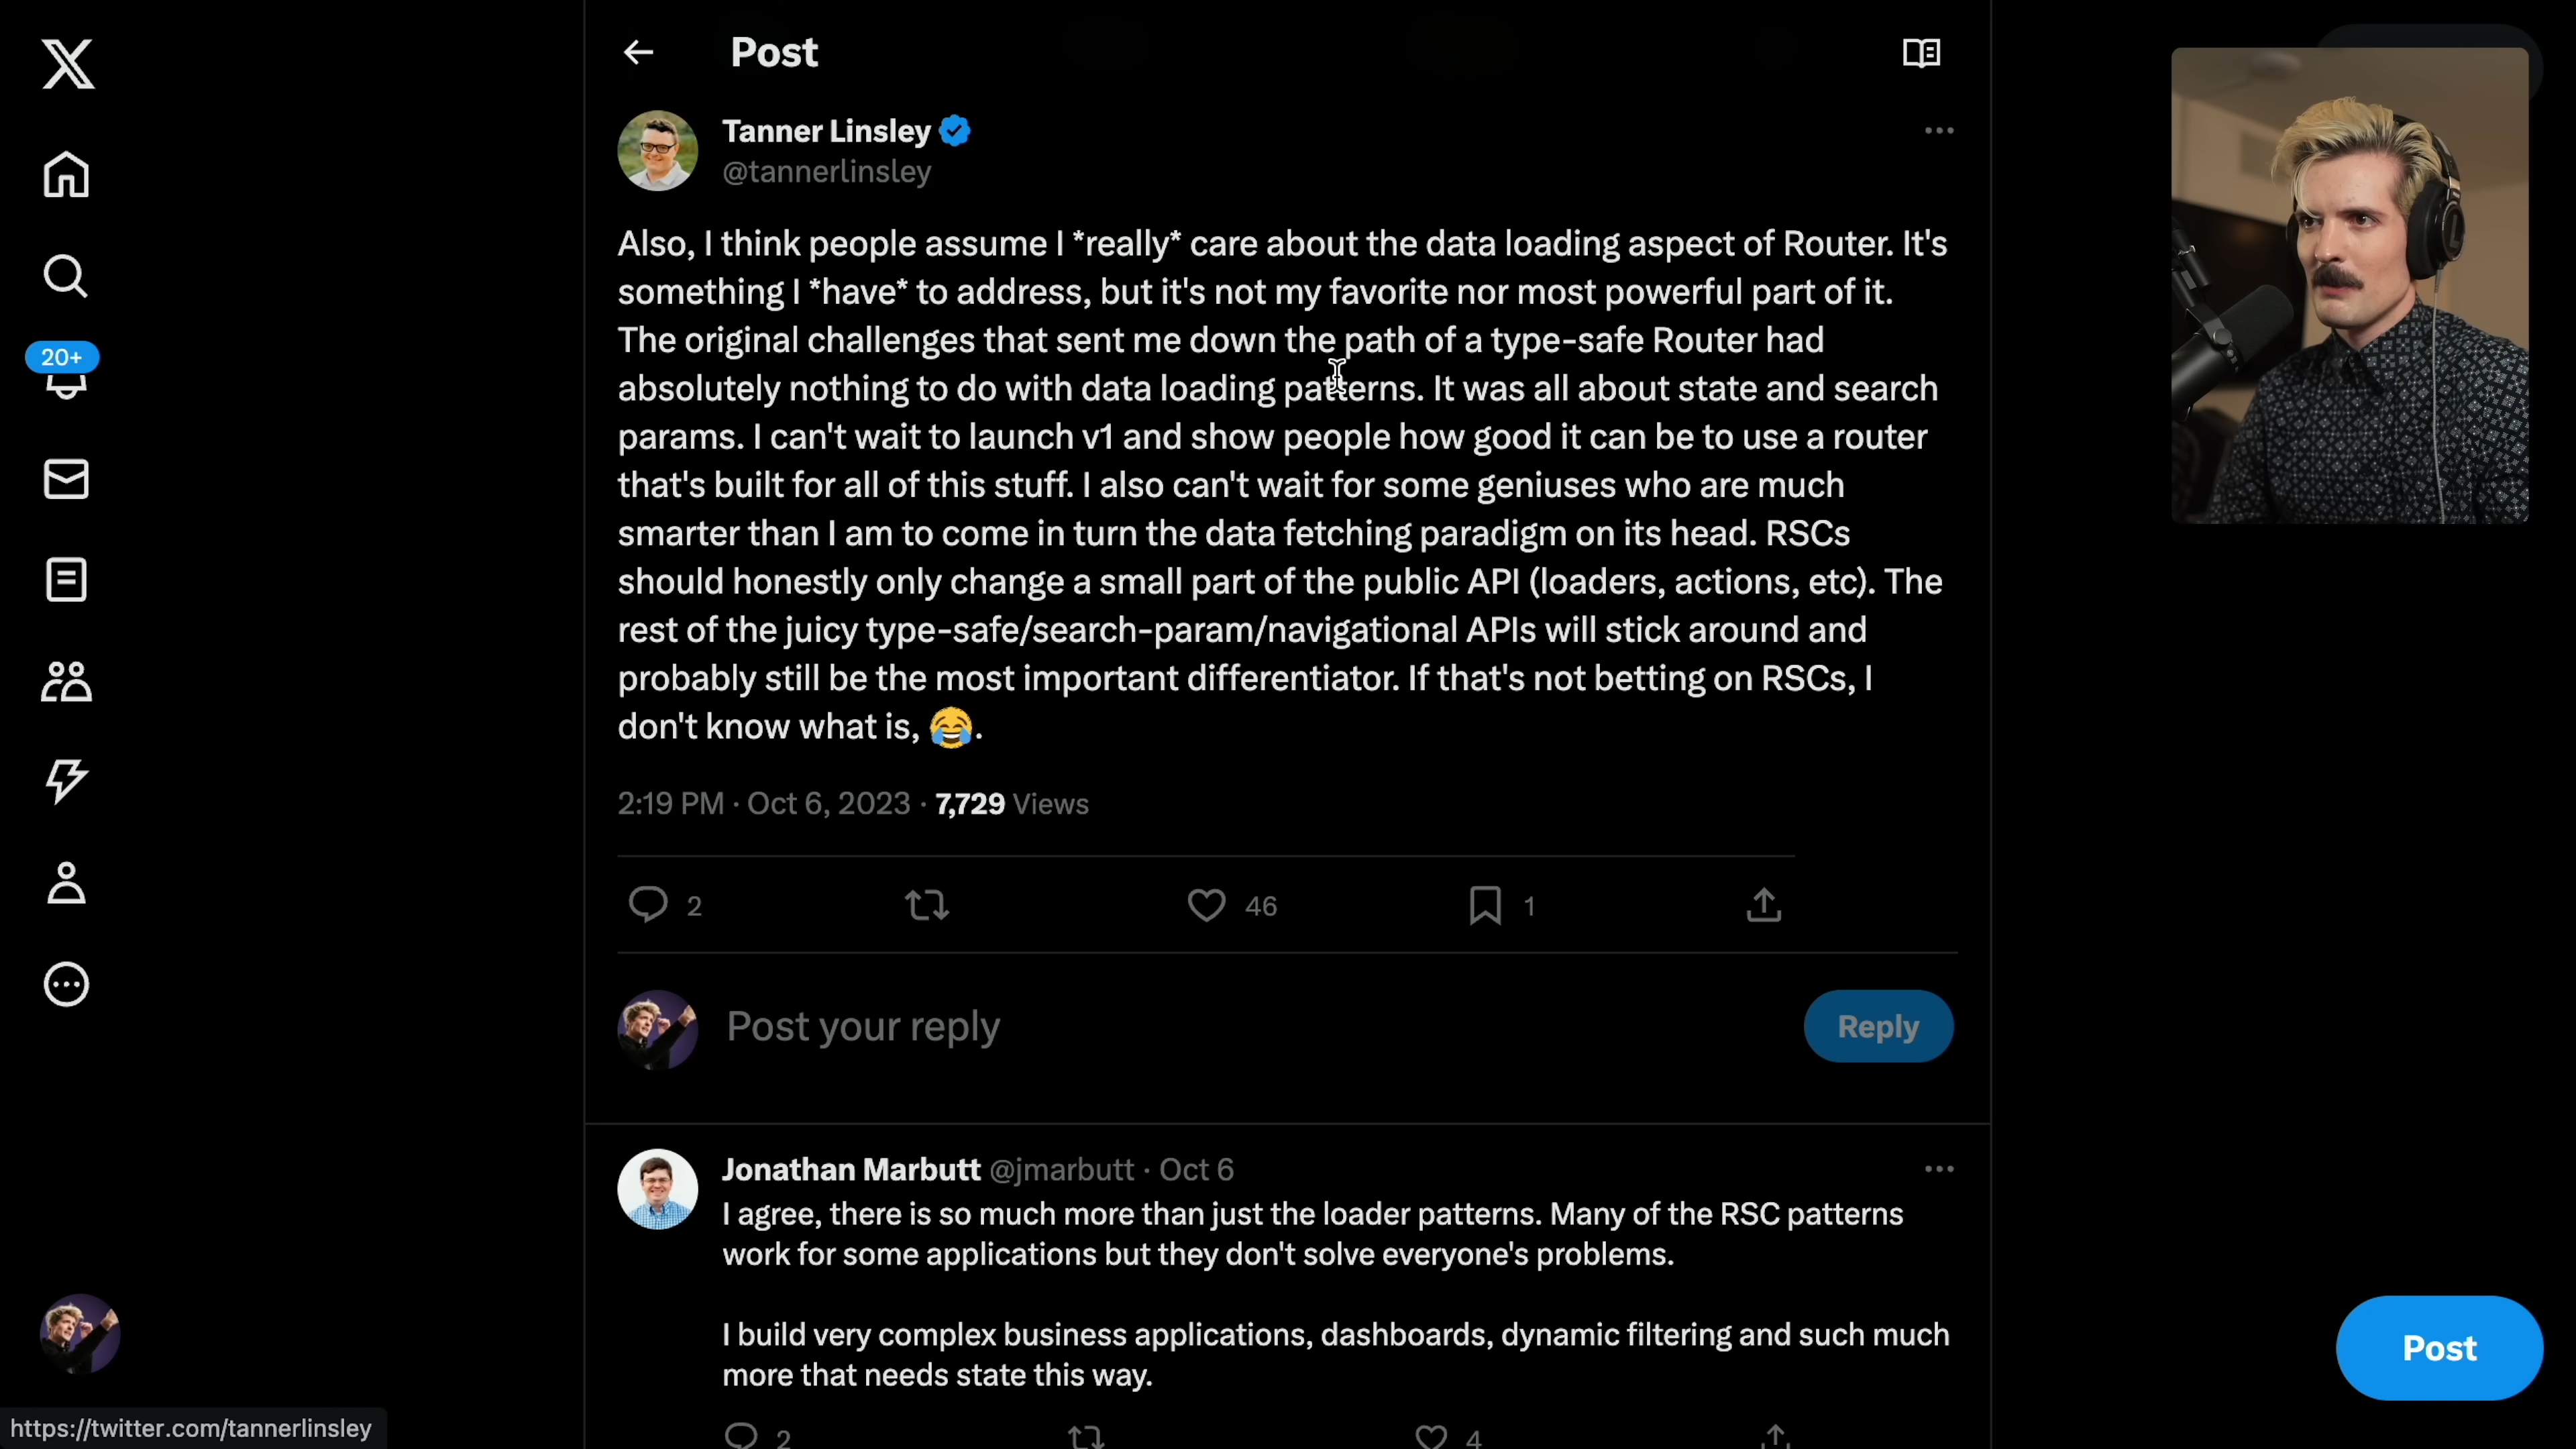 Post
Tanner Linsley
@tannerlinsley
Also, I think people assume I *really* care about the data loading aspect of Router. It's
something I *have* to address, but it's not my favorite nor most powerful part of it.
The original challenges that sent me down the path of a type-safe Router had
absolutely nothing to do with data loading patterns. It was all about state and search
params. I can't wait to launch v1 and show people how good it can be to use a router
that's built for all of this stuff. I also can't wait for some geniuses who are much
smarter than I am to come in turn the data fetching paradigm on its head. RSCs
should honestly only change a small part of the public API (loaders, actions, etc). The
rest of the juicy type-safe/search-param/navigational APIs will stick around and
probably still be the most important differentiator. If that's not betting on RSCs, I
don't know what is, 😂.
2:19 PM · Oct 6, 2023 · 7,729 Views
2 46 1
Post your reply
Reply
Jonathan Marbutt @jmarbutt · Oct 6
I agree, there is so much more than just the loader patterns. Many of the RSC patterns
work for some applications but they don't solve everyone's problems.
I build very complex business applications, dashboards, dynamic filtering and such much
more that needs state this way.
2 4
20+
Post
https://twitter.com/tannerlinsley